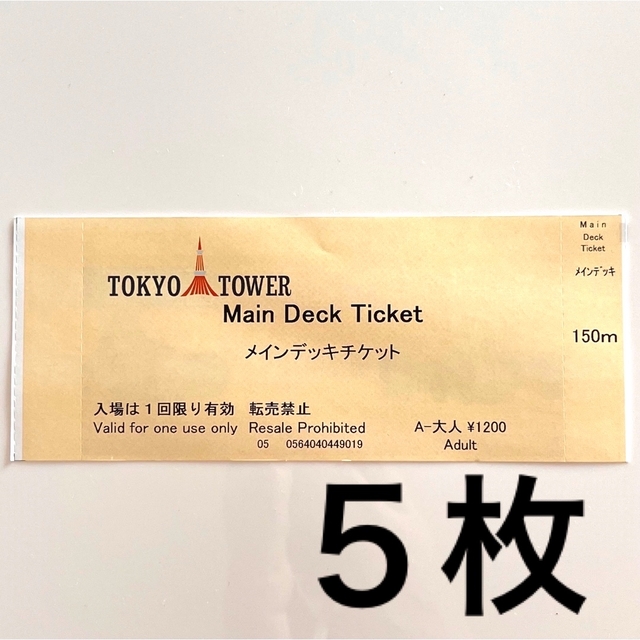 TOKYO TOWER
Main Deck Ticket
メインデッキチケット
入場は1回限り有効 転売禁止
Valid for one use only Resale Prohibited
05 0564040449019
A-大人 ¥1200
Adult
Main
Deck
Ticket
メインデッキ
150m
5枚